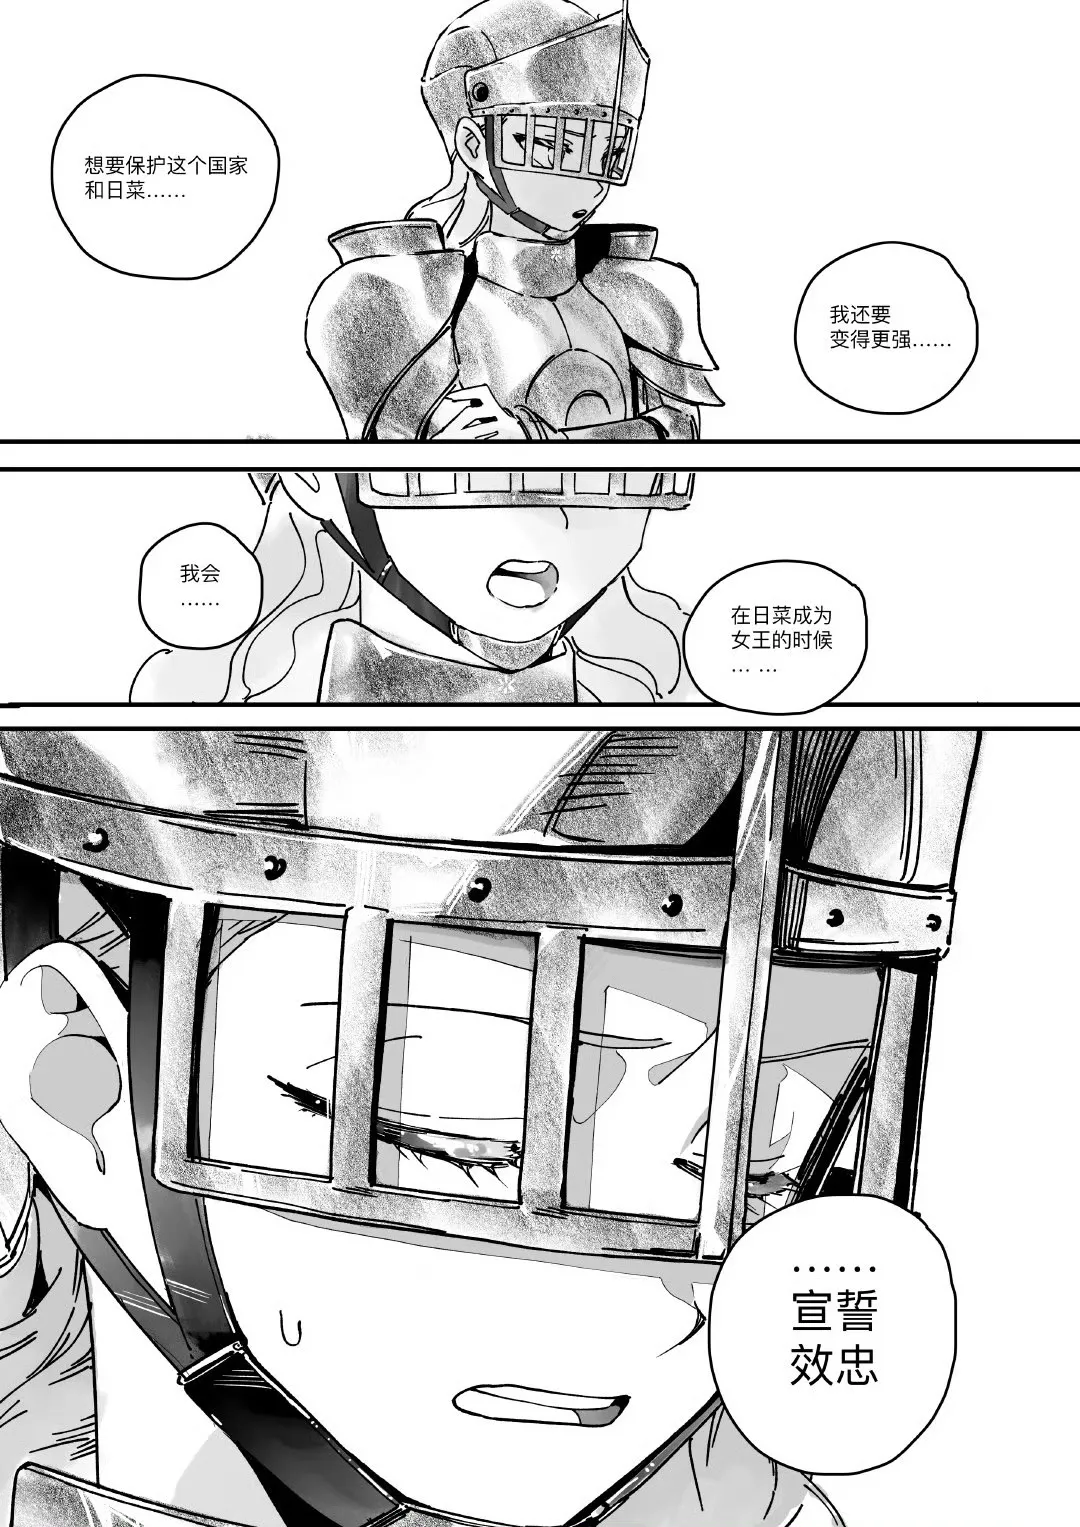 想要保护这个国家
和日菜……
我还要
变得更强……
我会
……
在日菜成为
女王的时候
… …
……
宣誓
效忠